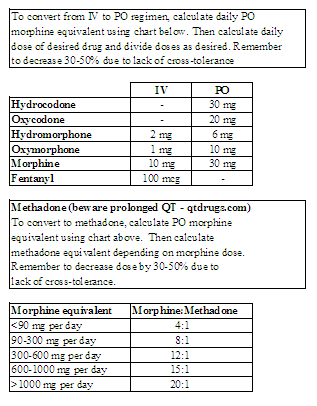 To convert from IV to PO regimen, calculate daily PO
morphine equivalent using chart below. Then calculate daily
dose of desired drug and divide doses as desired. Remember
to decrease 30-50% due to lack of cross-tolerance
IV PO
Hydrocodone - 30 mg
Oxycodone - 20 mg
Hydromorphone 2 mg 6 mg
Oxymorphone 1 mg 10 mg
Morphine 10 mg 30 mg
Fentanyl 100 mcg -
Methadone (beware prolonged QT - qtdrugs.com)
To convert to methadone, calculate PO morphine
equivalent using chart above. Then calculate
methadone equivalent depending on morphine dose.
Remember to decrease dose by 30-50% due to
lack of cross-tolerance.
Morphine equivalent Morphine:Methadone
<90 mg per day 4:1
90-300 mg per day 8:1
300-600 mg per day 12:1
600-1000 mg per day 15:1
>1000 mg per day 20:1